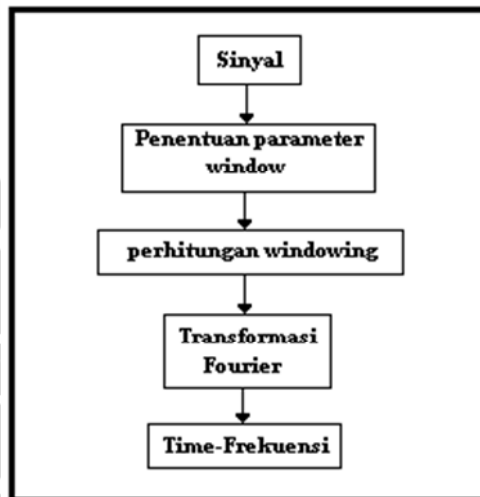 Sinyal
Penentuan parameter
window
perhitungan windowing
Transformasi
Fourier
Time-Frekuensi